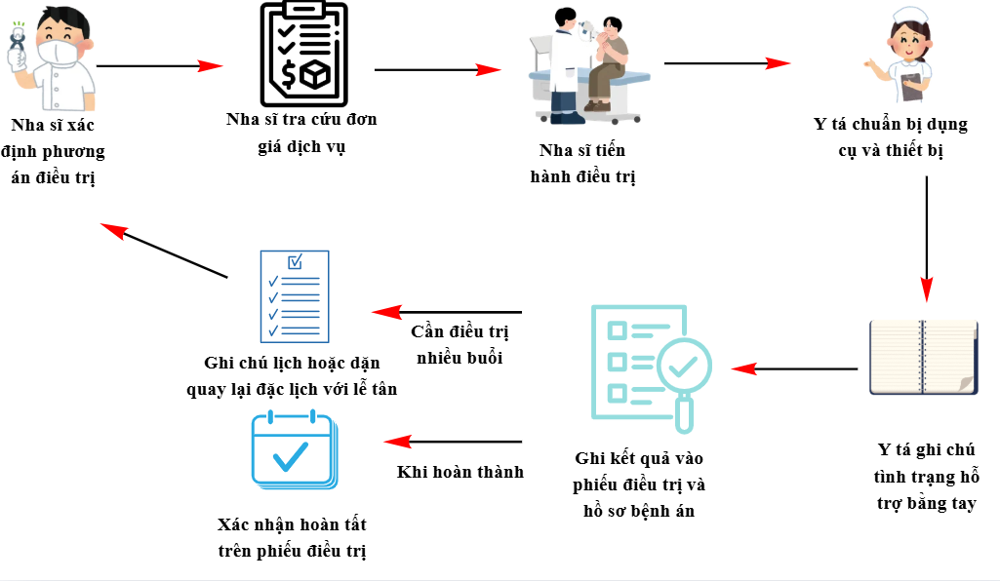 Nha sĩ xác
định phương
án điều trị
Nha sĩ tra cứu đơn
giá dịch vụ
Nha sĩ tiến
hành điều trị
Y tá chuẩn bị dụng
cụ và thiết bị
Y tá ghi chú
tình trạng hỗ
trợ bằng tay
Ghi kết quả vào
phiếu điều trị và
hồ sơ bệnh án
Cần điều trị
nhiều buổi
Ghi chú lịch hoặc dặn
quay lại đặc lịch với lễ tân
Khi hoàn thành
Xác nhận hoàn tất
trên phiếu điều trị